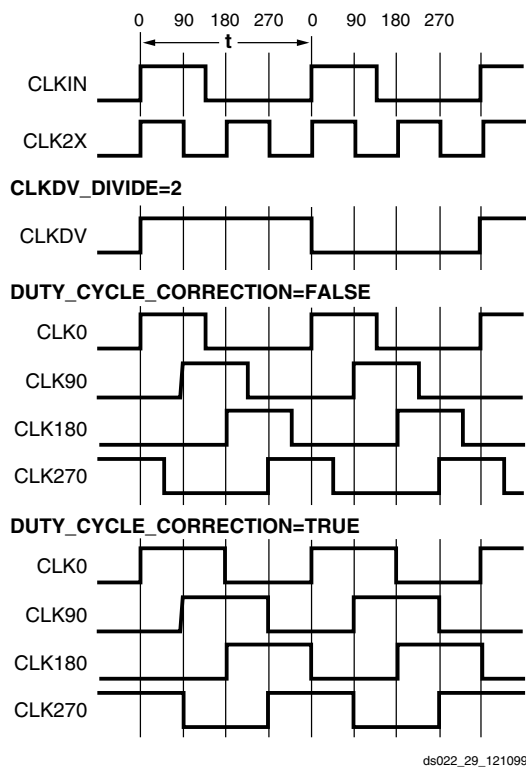 0 90 180 270 0 90 180 270
t
CLKIN
CLK2X
CLKDV_DIVIDE=2
CLKDV
DUTY_CYCLE_CORRECTION=FALSE
CLK0
CLK90
CLK180
CLK270
DUTY_CYCLE_CORRECTION=TRUE
CLK0
CLK90
CLK180
CLK270
ds022_29_121099